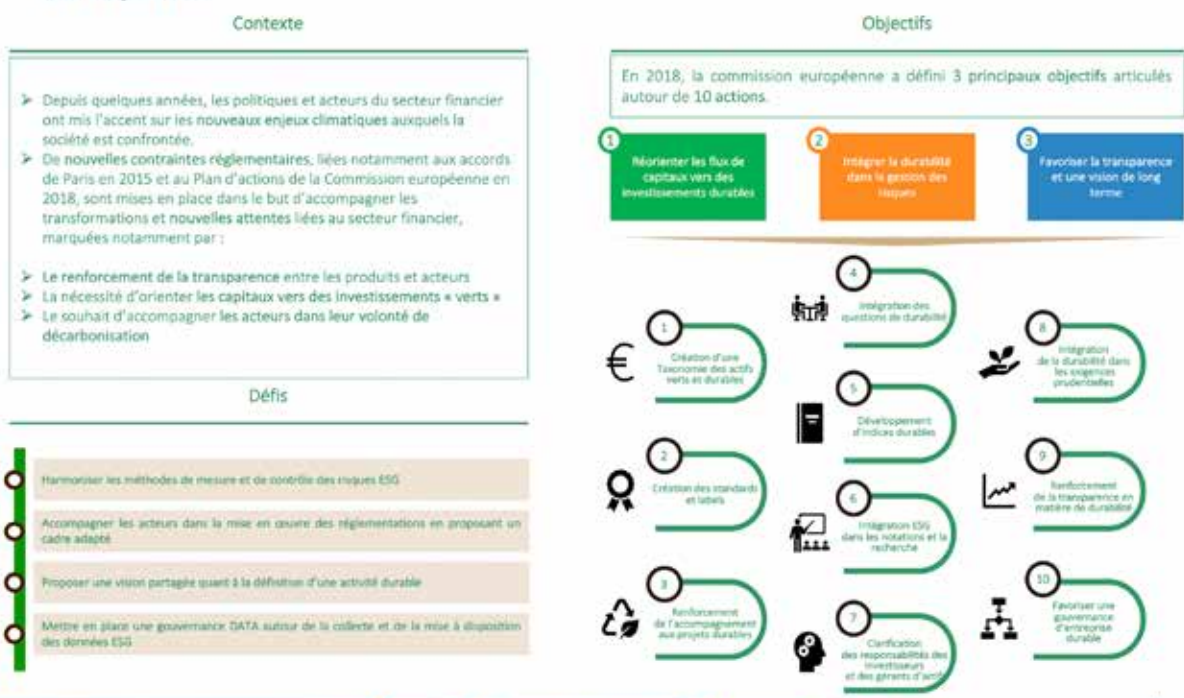 Contexte
➢ Depuis quelques années, les politiques et acteurs du secteur financier
ont mis l'accent sur les nouveaux enjeux climatiques auxquels la
société est confrontée.
➢ De nouvelles contraintes réglementaires, liées notamment aux accords
de Paris en 2015 et au Plan d'actions de la Commission européenne en
2018, sont mises en place dans le but d'accompagner les
transformations et nouvelles attentes liées au secteur financier,
marquées notamment par :
➢ Le renforcement de la transparence entre les produits et acteurs
➢ La nécessité d'orienter les capitaux vers des investissements « verts »
➢ Le souhait d'accompagner les acteurs dans leur volonté de
décarbonisation
Défis
Harmoniser les méthodes de mesure et de contrôle des risques ESG
Accompagner les acteurs dans la mise en œuvre des réglementations en proposant un
cadre adapté
Proposer une vision partagée quant à la définition d'une activité durable
Mettre en place une gouvernance DATA autour de la collecte et de la mise à disposition
des données ESG
Objectifs
En 2018, la commission européenne a défini 3 principaux objectifs articulés
autour de 10 actions.
1
Réorienter les flux de
capitaux vers des
investissements durables
2
Intégrer la durabilité
dans la gestion des
risques
3
Favoriser la transparence
et une vision de long
terme
1
Création d'une
Taxonomie des actifs
verts et durables
2
Création des standards
et labels
3
Renforcement
de l'accompagnement
aux projets durables
4
Intégration des
questions de durabilité
5
Développement
d'indices durables
6
Intégration ESG
dans les notations et la
recherche
7
Clarification
des responsabilités des
investisseurs
et des gérants d'actifs
8
Intégration
de la durabilité dans
les exigences
prudentielles
9
Renforcement
de la transparence en
matière de durabilité
10
Favoriser une
gouvernance
d'entreprise
durable